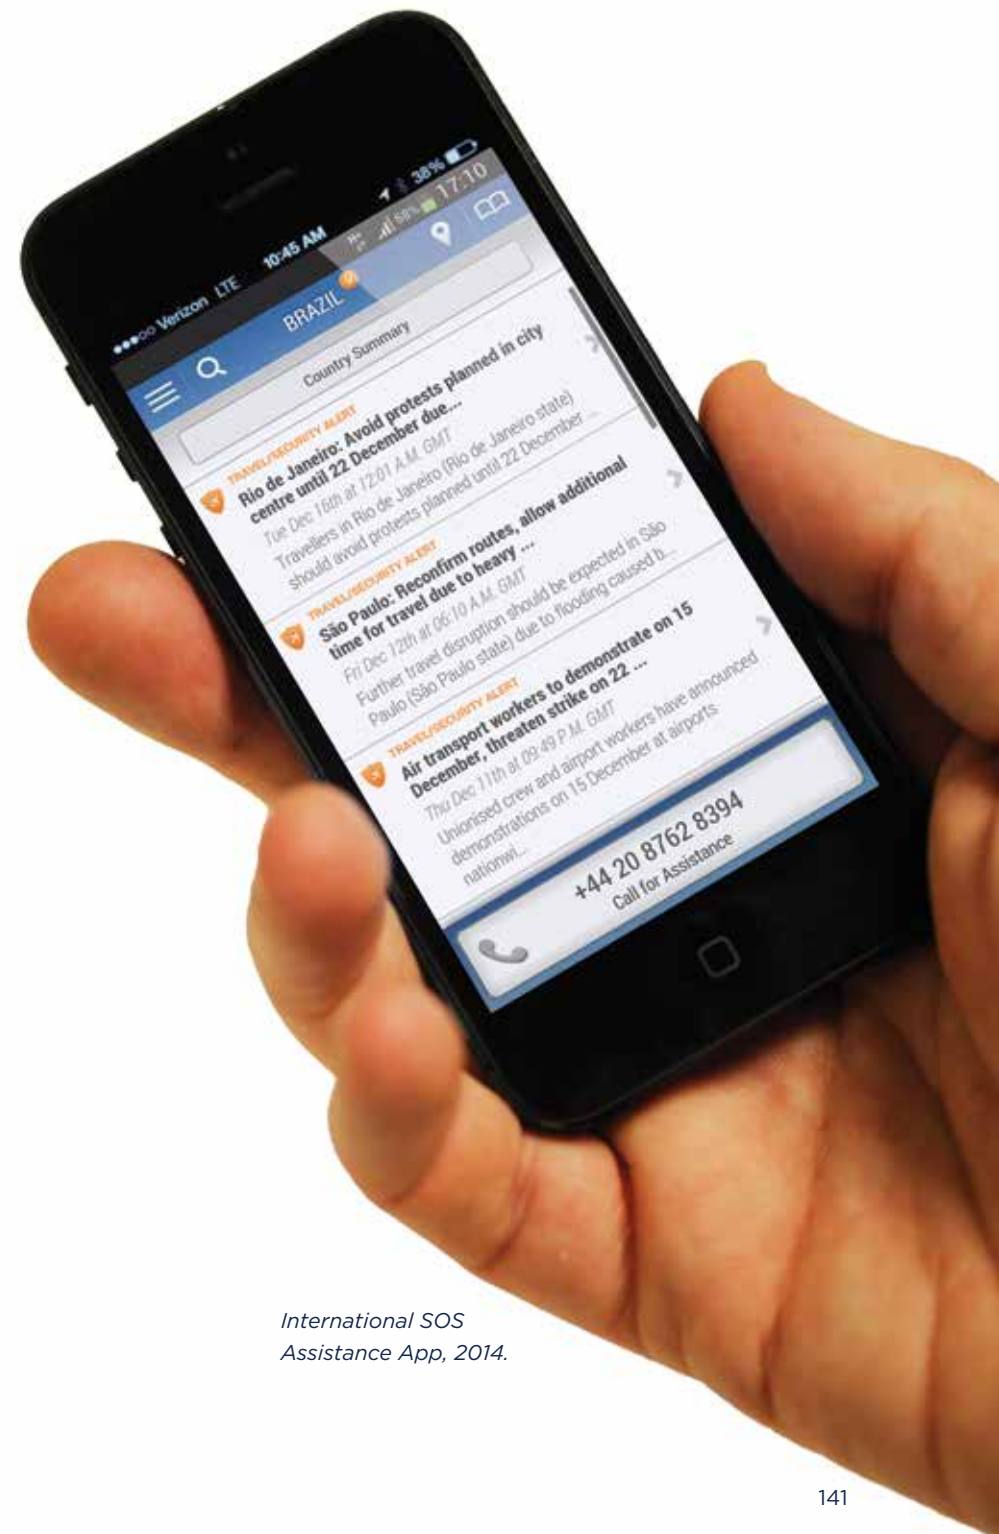 Verizon LTE 10:45 AM 38%
H+ 68% 17:10
BRAZIL
Country Summary
TRAVEL/SECURITY ALERT
Rio de Janeiro: Avoid protests planned in city
centre until 22 December due...
Tue Dec 16th at 12:01 A.M. GMT
Travellers in Rio de Janeiro (Rio de Janeiro state)
should avoid protests planned until 22 December ...
TRAVEL/SECURITY ALERT
São Paulo: Reconfirm routes, allow additional
time for travel due to heavy ...
Fri Dec 12th at 06:10 A.M. GMT
Further travel disruption should be expected in São
Paulo (São Paulo state) due to flooding caused b...
TRAVEL/SECURITY ALERT
Air transport workers to demonstrate on 15
December, threaten strike on 22 ...
Thu Dec 11th at 09:49 P.M. GMT
Unionised crew and airport workers have announced
demonstrations on 15 December at airports
nationwi...
+44 20 8762 8394
Call for Assistance
International SOS
Assistance App, 2014.
141